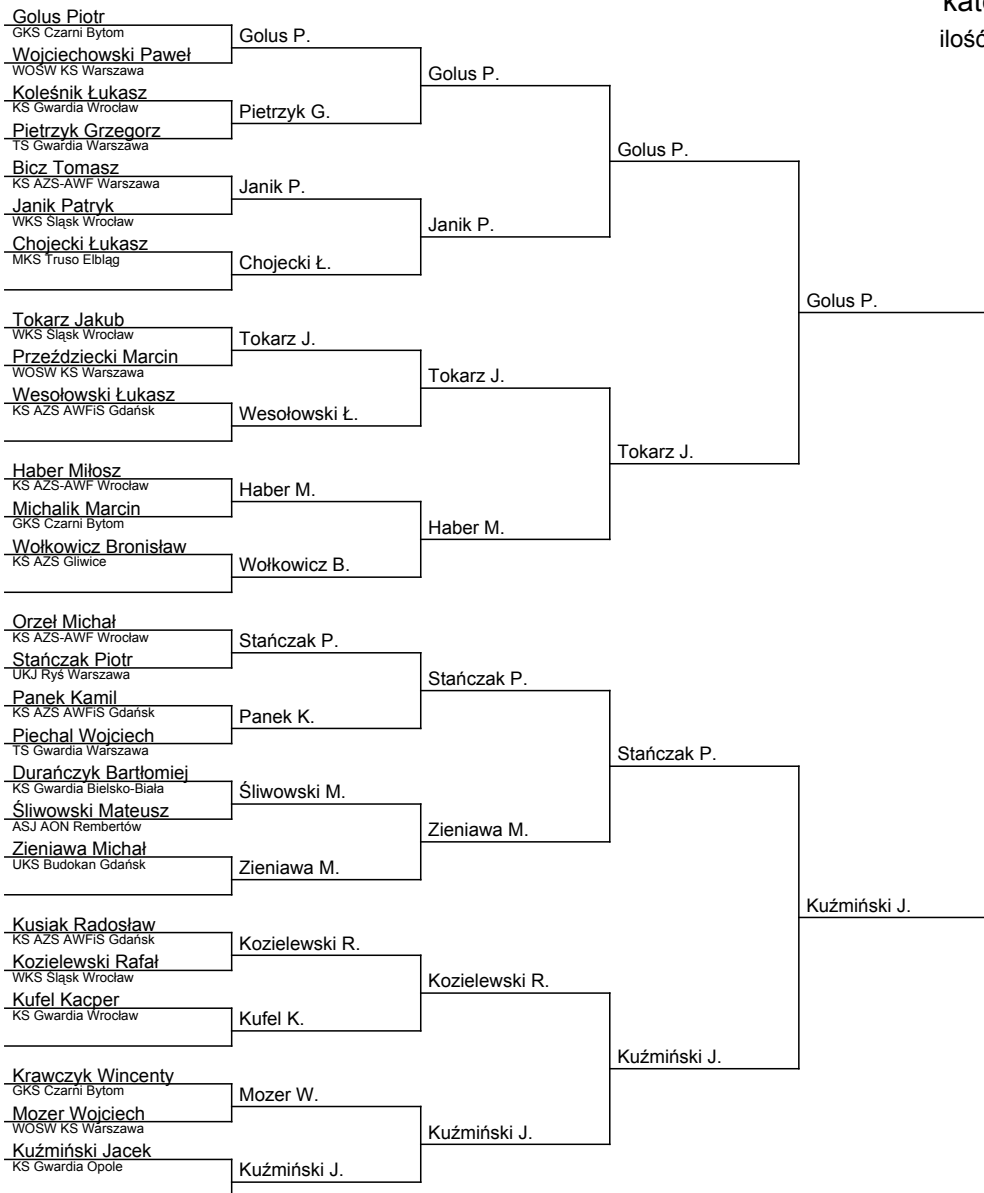 Golus Piotr
GKS Czarni Bytom
Wojciechowski Paweł
WOSW KS Warszawa
Koleśnik Łukasz
KS Gwardia Wrocław
Pietrzyk Grzegorz
TS Gwardia Warszawa
Bicz Tomasz
KS AZS-AWF Warszawa
Janik Patryk
WKS Śląsk Wrocław
Chojecki Łukasz
MKS Truso Elbląg
Tokarz Jakub
WKS Śląsk Wrocław
Przeździecki Marcin
WOSW KS Warszawa
Wesołowski Łukasz
KS AZS AWFiS Gdańsk
Haber Miłosz
KS AZS-AWF Wrocław
Michalik Marcin
GKS Czarni Bytom
Wołkowicz Bronisław
KS AZS Gliwice
Orzeł Michał
KS AZS-AWF Wrocław
Stańczak Piotr
UKJ Ryś Warszawa
Panek Kamil
KS AZS AWFiS Gdańsk
Piechal Wojciech
TS Gwardia Warszawa
Durańczyk Bartłomiej
KS Gwardia Bielsko-Biała
Śliwowski Mateusz
ASJ AON Rembertów
Zieniawa Michał
UKS Budokan Gdańsk
Kusiak Radosław
KS AZS AWFiS Gdańsk
Kozielewski Rafał
WKS Śląsk Wrocław
Kufel Kacper
KS Gwardia Wrocław
Krawczyk Wincenty
GKS Czarni Bytom
Mozer Wojciech
WOSW KS Warszawa
Kuźmiński Jacek
KS Gwardia Opole
Golus P.
Pietrzyk G.
Janik P.
Chojecki Ł.
Tokarz J.
Wesołowski Ł.
Haber M.
Wołkowicz B.
Stańczak P.
Panek K.
Śliwowski M.
Zieniawa M.
Kozielewski R.
Kufel K.
Mozer W.
Kuźmiński J.
Golus P.
Janik P.
Tokarz J.
Haber M.
Stańczak P.
Zieniawa M.
Kozielewski R.
Kuźmiński J.
Golus P.
Tokarz J.
Stańczak P.
Kuźmiński J.
Golus P.
Kuźmiński J.
ilość